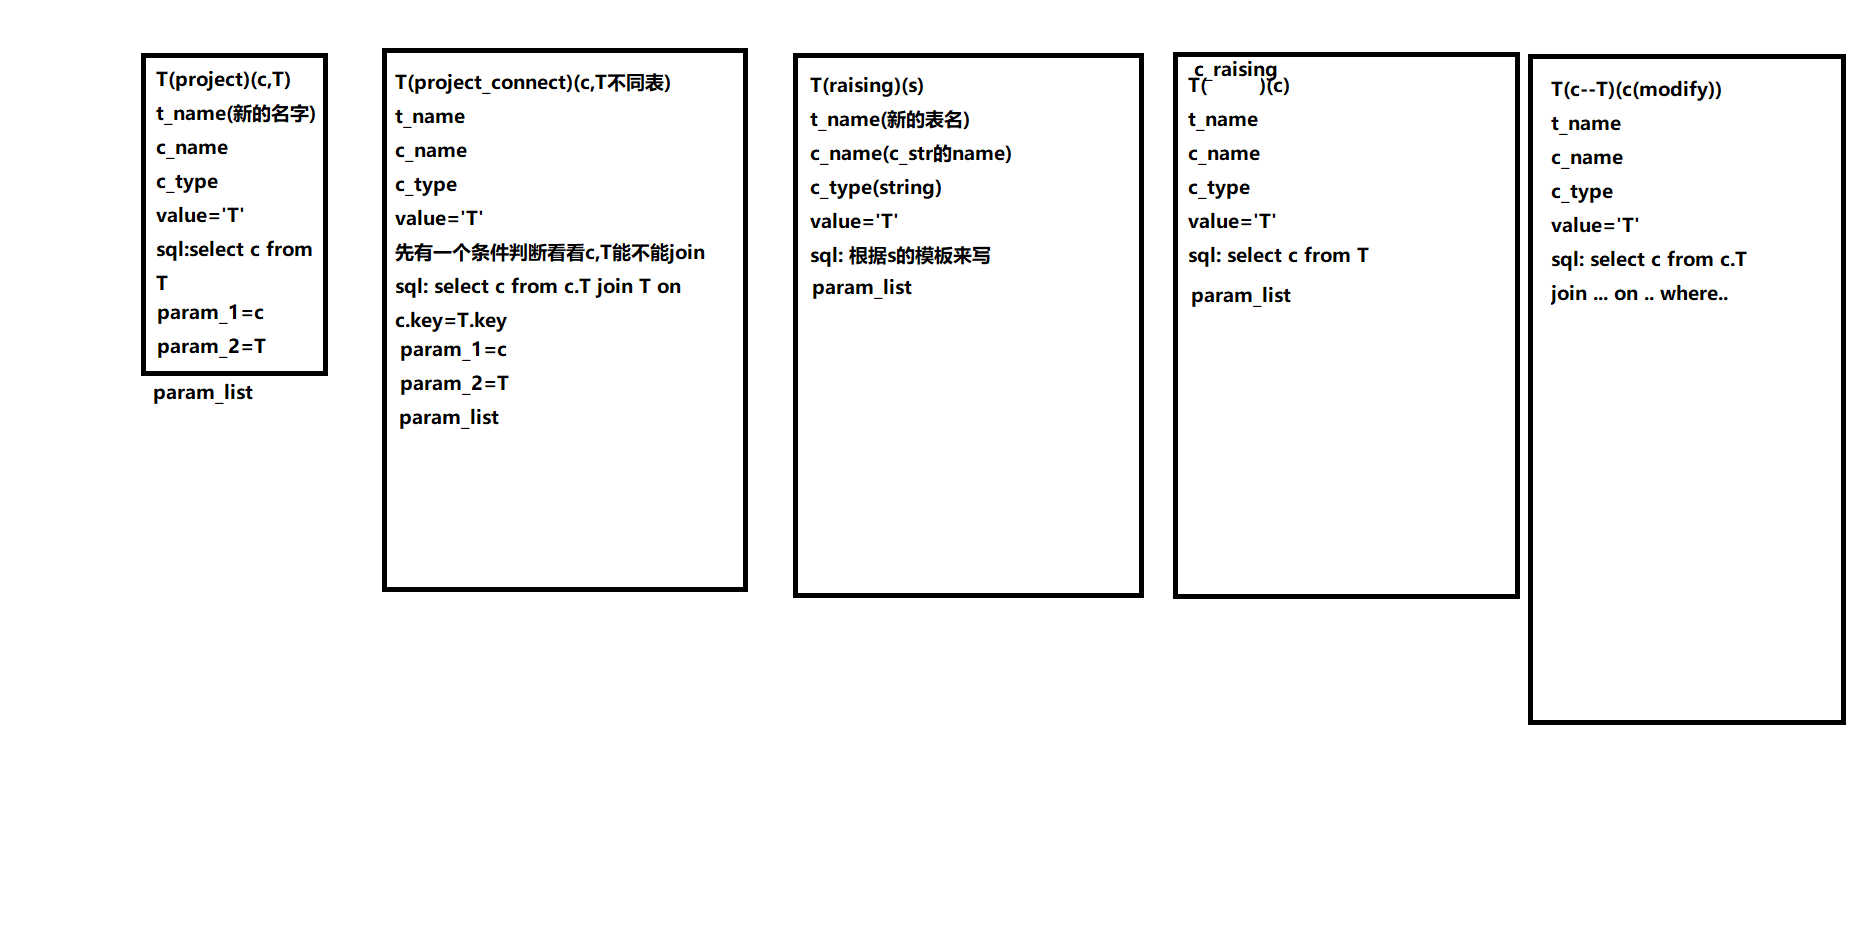 T(project)(c,T)
t_name(新的名字)
c_name
c_type
value='T'
sql:select c from
T
param_1=c
param_2=T
param_list
T(project_connect)(c,T不同表)
t_name
c_name
c_type
value='T'
先有一个条件判断看看c,T能不能join
sql: select c from c.T join T on
c.key=T.key
param_1=c
param_2=T
param_list
T(raising)(s)
t_name(新的表名)
c_name(c_str的name)
c_type(string)
value='T'
sql: 根据s的模板来写
param_list
c_raising
T( )(c)
t_name
c_name
c_type
value='T'
sql: select c from T
param_list
T(c--T)(c(modify))
t_name
c_name
c_type
value='T'
sql: select c from c.T
join ... on .. where..